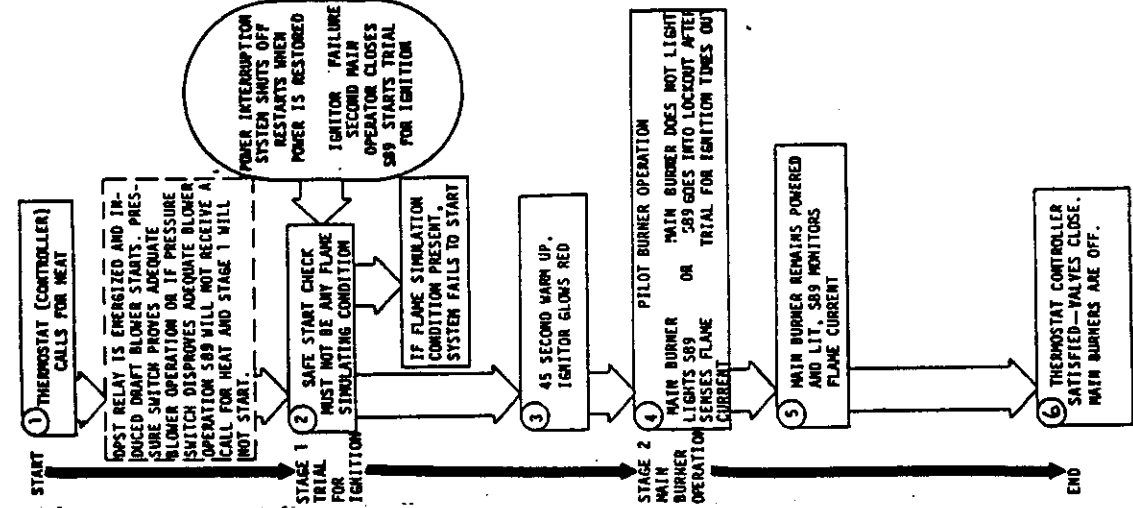 START
1 THERMOSTAT (CONTROLLER)
CALLS FOR HEAT
DPST RELAY IS ENERGIZED AND IN-
DUCED DRAFT BLOWER STARTS. PRES-
SURE SWITCH PROVES ADEQUATE
BLOWER OPERATION OR IF PRESSURE
SWITCH DISPROVES ADEQUATE BLOWER
OPERATION S89 WILL NOT RECEIVE A
CALL FOR HEAT AND STAGE 1 WILL
NOT START.
POWER INTERRUPTION
SYSTEM SHUTS OFF
RESTARTS WHEN
POWER IS RESTORED
IGNITOR FAILURE
SECOND MAIN
OPERATOR CLOSES
S89 STARTS TRIAL
FOR IGNITION
STAGE 1
TRIAL
FOR
IGNITION
2 SAFE START CHECK
MUST NOT BE ANY FLAME
SIMULATING CONDITION
IF FLAME SIMULATION
CONDITION PRESENT,
SYSTEM FAILS TO START
3 45 SECOND WARM UP,
IGNITOR GLOWS RED
STAGE 2
MAIN
BURNER
OPERATION
4 PILOT BURNER OPERATION
MAIN BURNER
LIGHTS S89
SENSES FLAME
CURRENT
OR
MAIN BURNER DOES NOT LIGHT
S89 GOES INTO LOCKOUT AFTER
TRIAL FOR IGNITION TIMES OUT
5 MAIN BURNER REMAINS POWERED
AND LIT, S89 MONITORS
FLAME CURRENT
END
6 THERMOSTAT CONTROLLER
SATISFIED—VALVES CLOSE.
MAIN BURNERS ARE OFF.